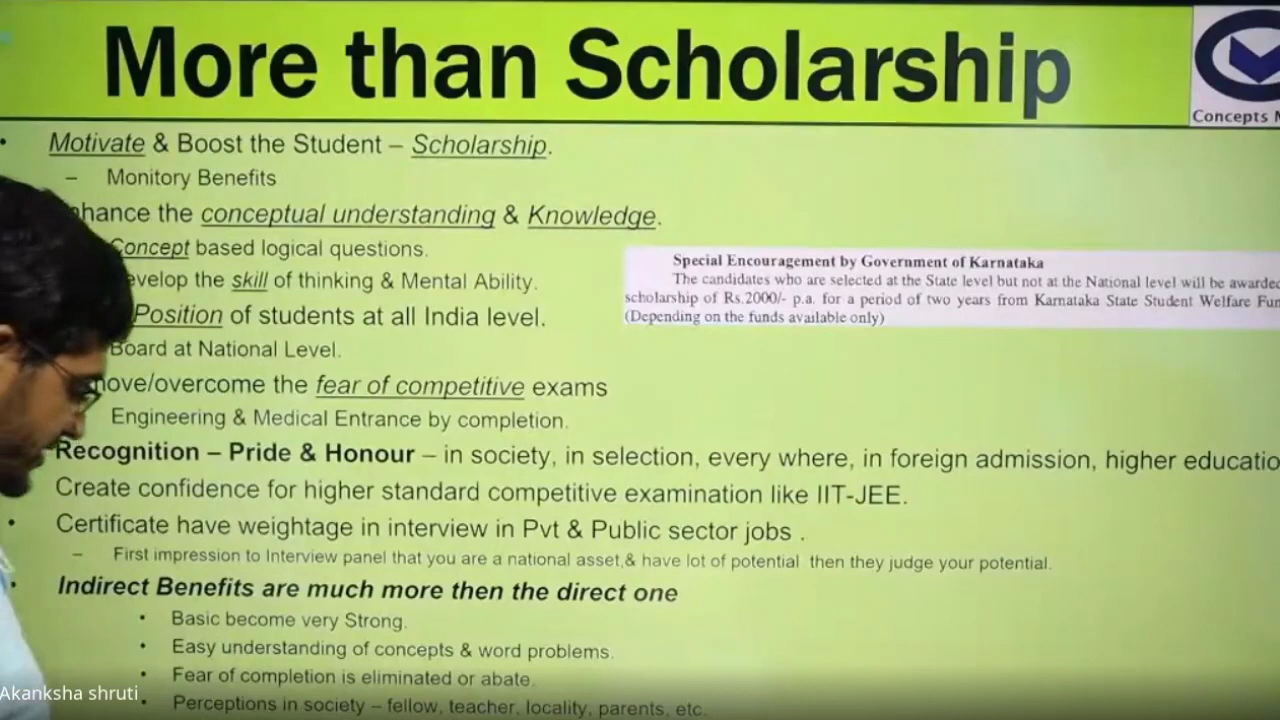 More than Scholarship
Concepts
• Motivate & Boost the Student – Scholarship.
– Monitory Benefits
the conceptual understanding & Knowledge.
Concept based logical questions.
the skill of thinking & Mental Ability.
Position of students at all India level.
Board at National Level.
the fear of competitive exams
Engineering & Medical Entrance by completion.
Recognition – Pride & Honour – in society, in selection, every where, in foreign admission, higher educatio
Create confidence for higher standard competitive examination like IIT-JEE.
• Certificate have weightage in interview in Pvt & Public sector jobs .
– First impression to Interview panel that you are a national asset,& have lot of potential then they judge your potential.
• Indirect Benefits are much more then the direct one
• Basic become very Strong.
• Easy understanding of concepts & word problems.
• Fear of completion is eliminated or abate.
• Perceptions in society – fellow, teacher, locality, parents, etc.
Special Encouragement by Government of Karnataka
The candidates who are selected at the State level but not at the National level will be awarded
scholarship of Rs.2000/- p.a. for a period of two years from Karnataka State Student Welfare Fun
(Depending on the funds available only)
Akanksha shruti